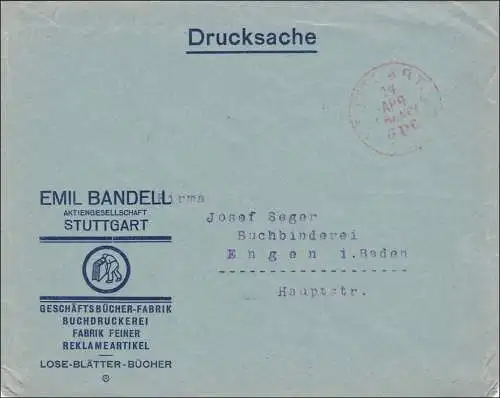 Drucksache
EMIL BANDELL
AKTIENGESELLSCHAFT
STUTTGART
GESCHÄFTSBÜCHER-FABRIK
BUCHDRUCKEREI
FABRIK FEINER
REKLAMEARTIKEL
LOSE-BLÄTTER-BÜCHER
Firma
Josef Seger
Buchbinderei
Engen i.Baden
Hauptstr.